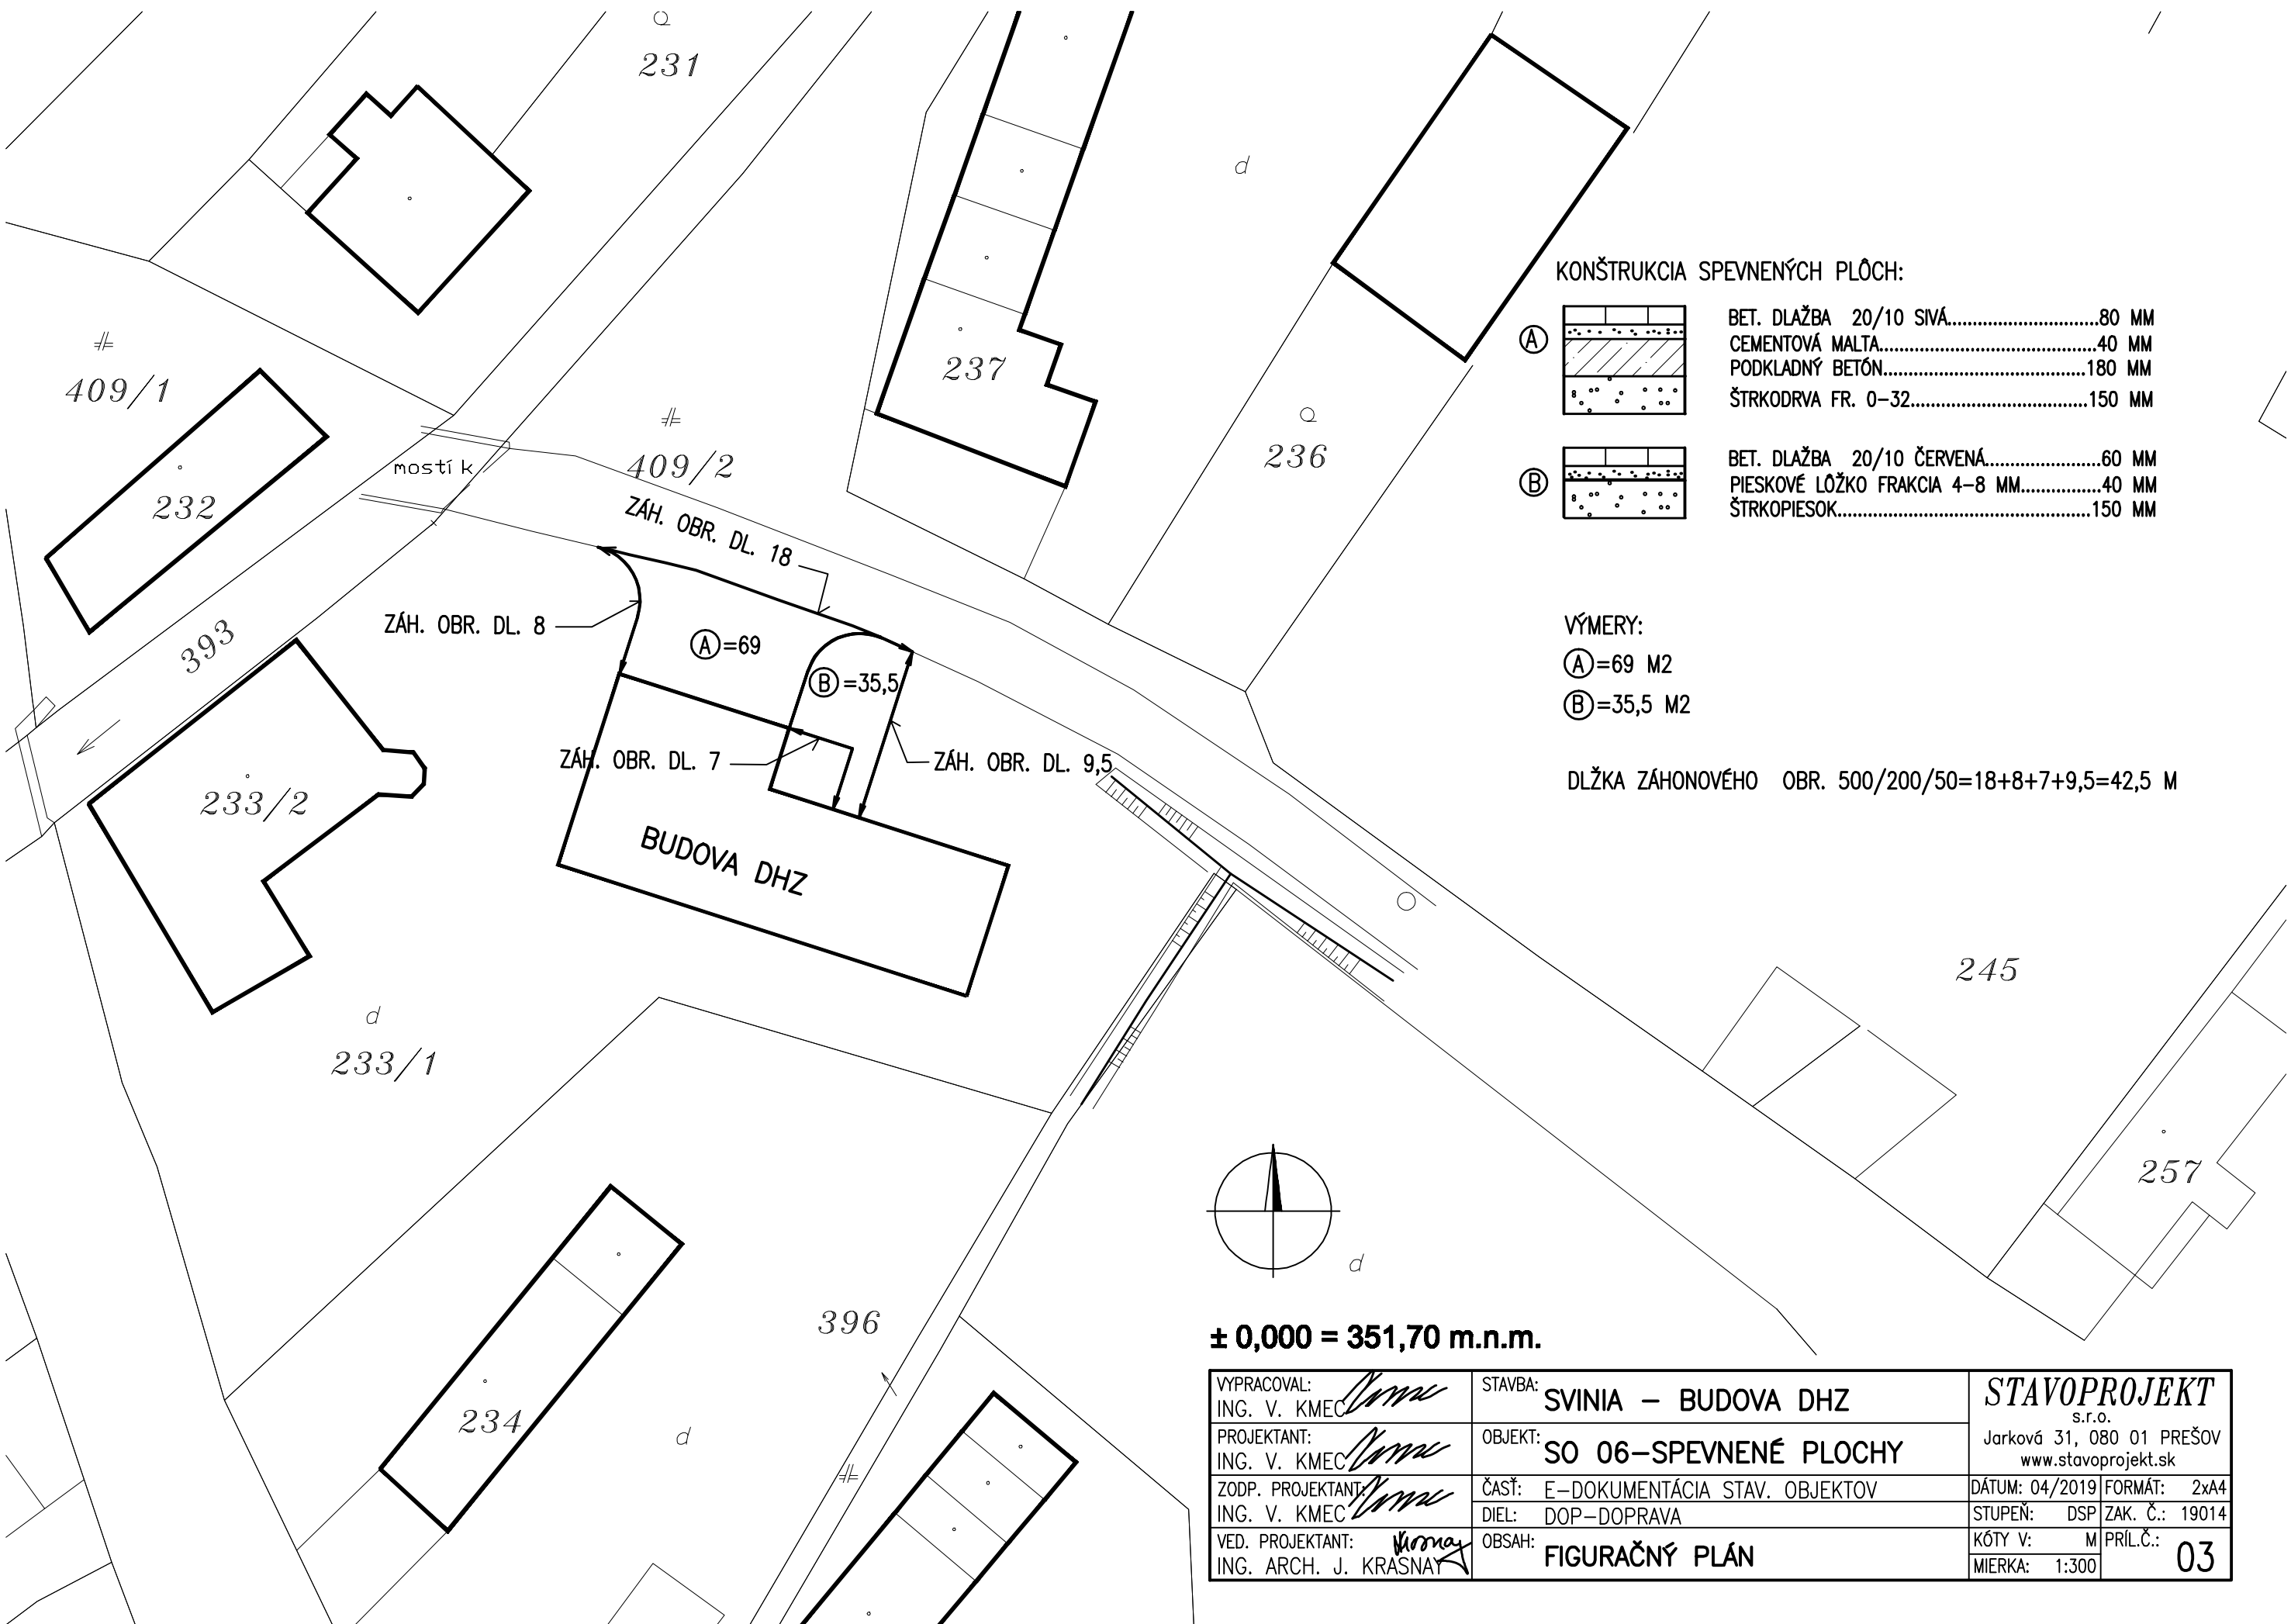 231
d
KONŠTRUKCIA SPEVNENÝCH PLÔCH:
A
BET. DLAŽBA 20/10 SIVÁ..............................80 MM
CEMENTOVÁ MALTA...........................................40 MM
PODKLADNÝ BETÓN........................................180 MM
ŠTRKODRVA FR. 0-32...................................150 MM
B
BET. DLAŽBA 20/10 ČERVENÁ.......................60 MM
PIESKOVÉ LÔŽKO FRAKCIA 4-8 MM................40 MM
ŠTRKOPIESOK..................................................150 MM
409/1
237
236
409/2
mostík
232
ZÁH. OBR. DL. 18
ZÁH. OBR. DL. 8
393
A=69
B=35,5
VÝMERY:
A=69 M2
B=35,5 M2
ZÁH. OBR. DL. 7
ZÁH. OBR. DL. 9,5
DLŽKA ZÁHONOVÉHO OBR. 500/200/50=18+8+7+9,5=42,5 M
233/2
BUDOVA DHZ
245
d
233/1
257
d
396
234
d
± 0,000 = 351,70 m.n.m.
VYPRACOVAL:
ING. V. KMEC
PROJEKTANT:
ING. V. KMEC
ZODP. PROJEKTANT:
ING. V. KMEC
VED. PROJEKTANT:
ING. ARCH. J. KRASNAY
STAVBA: SVINIA - BUDOVA DHZ
OBJEKT: SO 06-SPEVNENÉ PLOCHY
ČASŤ: E-DOKUMENTÁCIA STAV. OBJEKTOV
DIEL: DOP-DOPRAVA
OBSAH: FIGURAČNÝ PLÁN
STAVOPROJEKT
s.r.o.
Jarková 31, 080 01 PREŠOV
www.stavoprojekt.sk
DÁTUM: 04/2019 FORMÁT: 2xA4
STUPEŇ: DSP ZAK. Č.: 19014
KÓTY V: M PRÍL.Č.: 03
MIERKA: 1:300